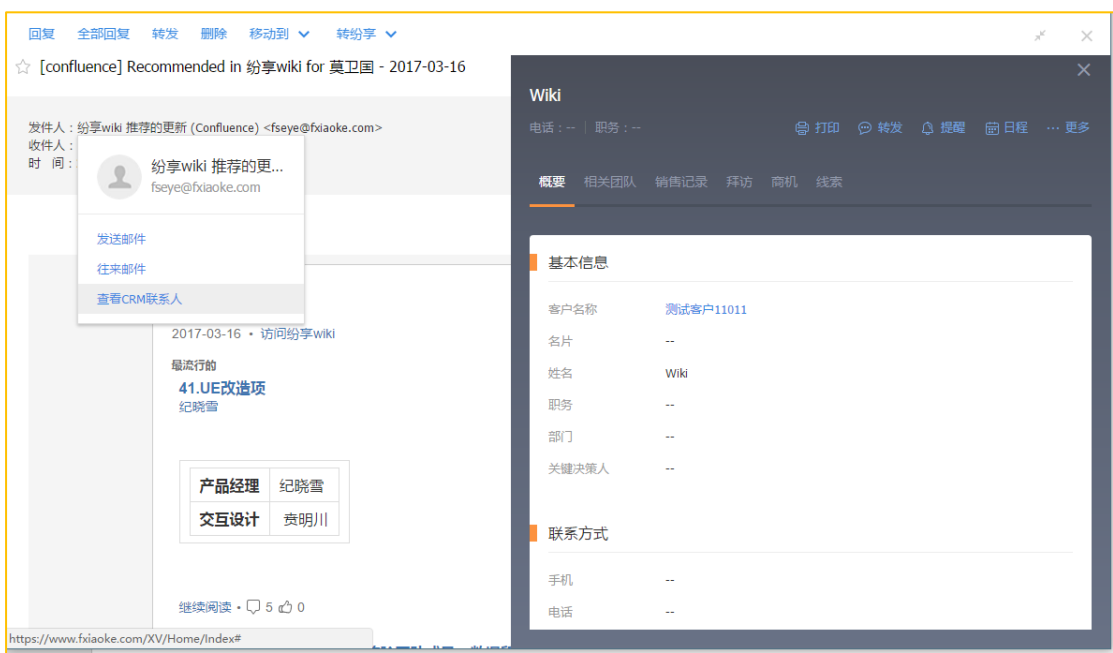 回复 全部回复 转发 删除 移动到 转纷享
[confluence] Recommended in 纷享wiki for 莫卫国 - 2017-03-16
发件人：纷享wiki 推荐的更新 (Confluence) <fseye@fxiaoke.com>
收件人：
时 间：
纷享wiki 推荐的更...
fseye@fxiaoke.com
发送邮件
往来邮件
查看CRM联系人
2017-03-16 • 访问纷享wiki
最流行的
41.UE改造项
纪晓雪
产品经理 纪晓雪
交互设计 贲明川
继续阅读 • 5 0
https://www.fxiaoke.com/XV/Home/Index#
Wiki
电话：-- 职务：--
打印 转发 提醒 日程 ··· 更多
概要 相关团队 销售记录 拜访 商机 线索
基本信息
客户名称 测试客户11011
名片 --
姓名 Wiki
职务 --
部门 --
关键决策人 --
联系方式
手机 --
电话 --